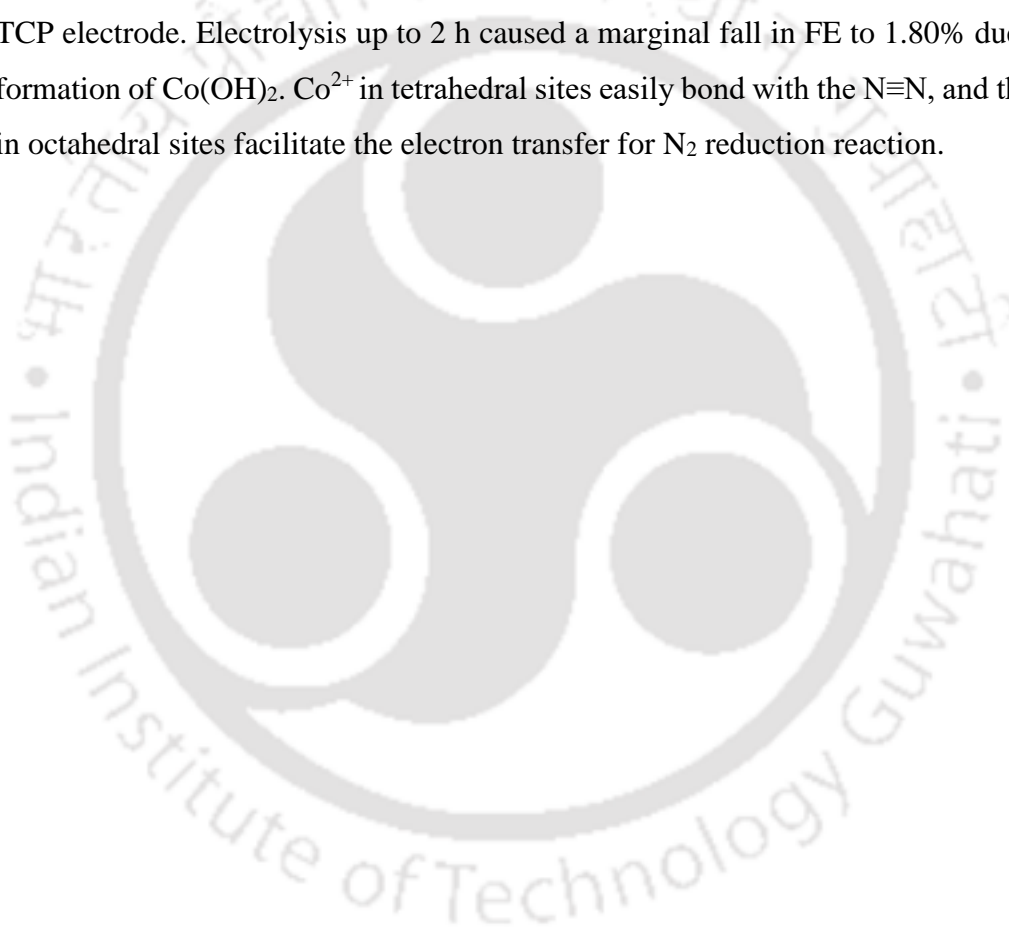 TCP electrode. Electrolysis up to 2 h caused a marginal fall in FE to 1.80% du
formation of Co(OH)₂. Co²⁺ in tetrahedral sites easily bond with the N≡N, and th
in octahedral sites facilitate the electron transfer for N₂ reduction reaction.
Indian Institute of Technology Guwahati